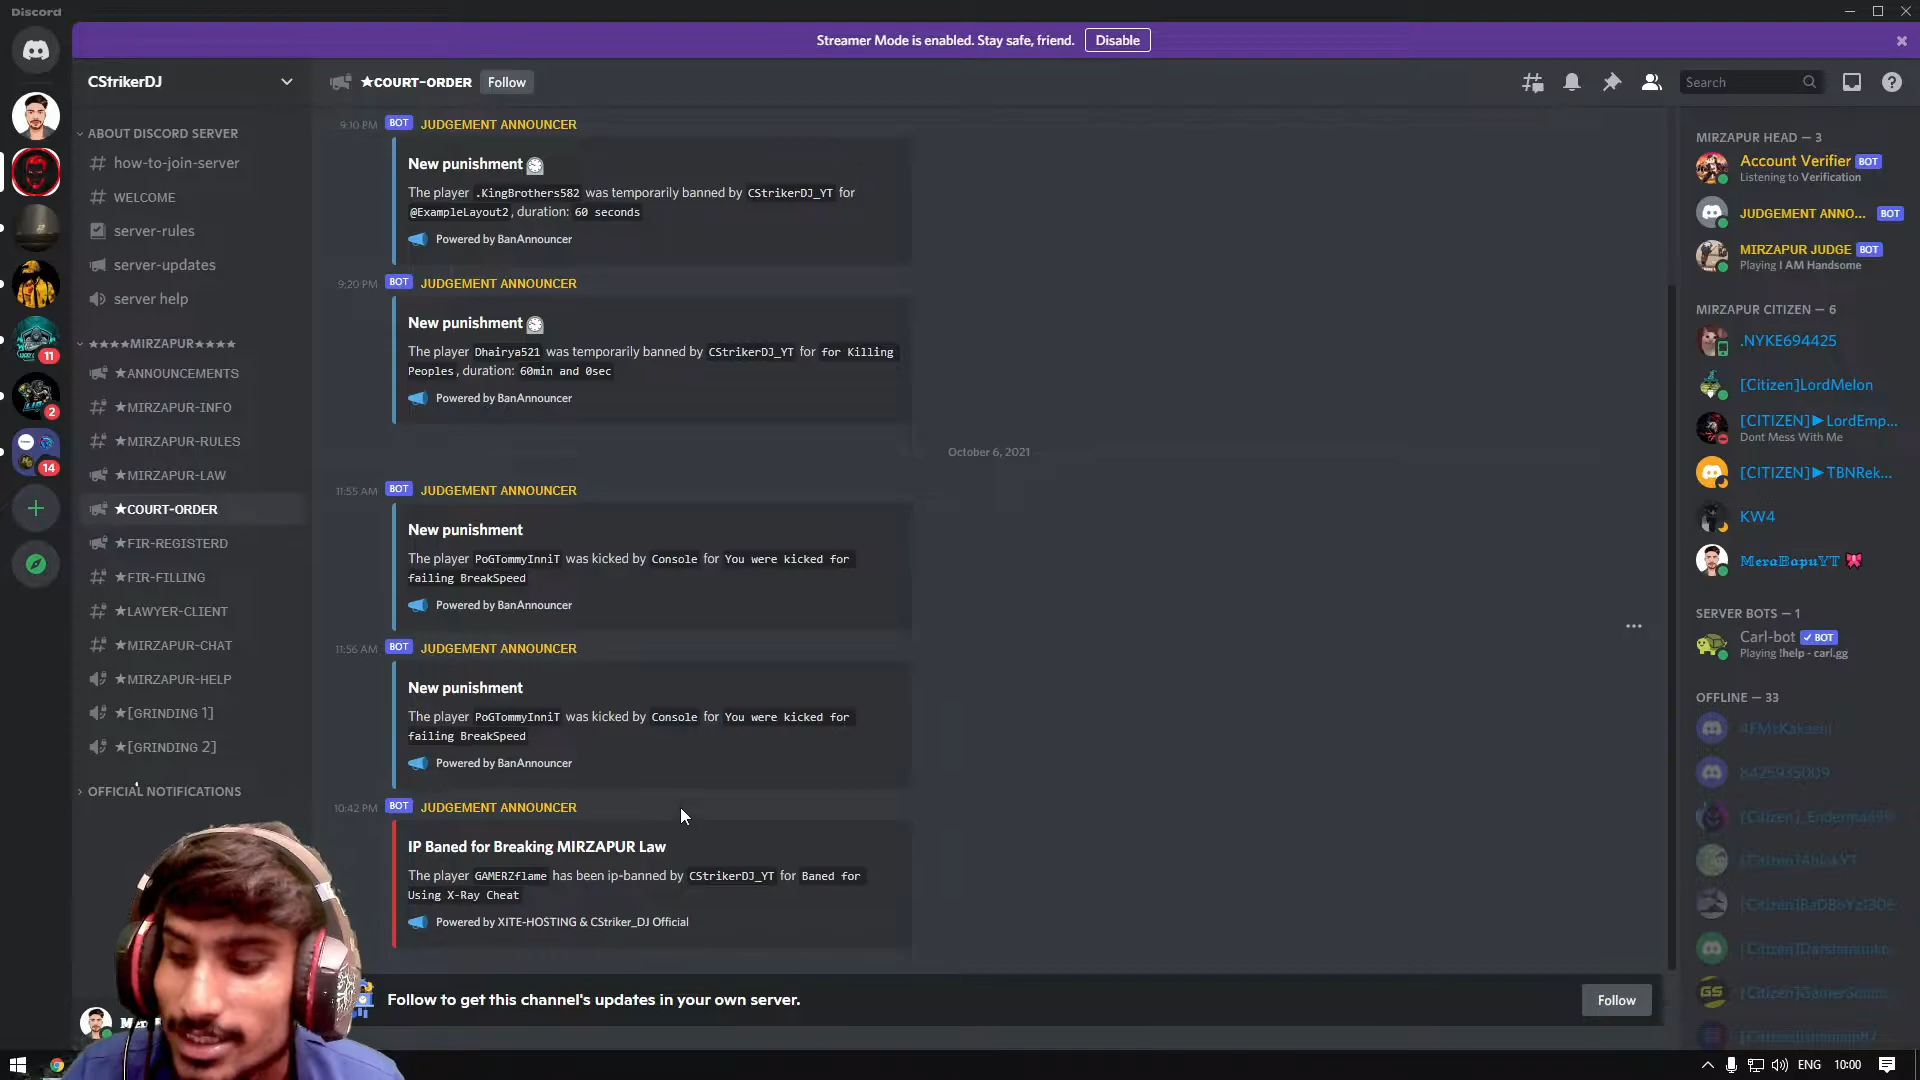 Discord
Streamer Mode is enabled. Stay safe, friend.
Disable
CStrikerDJ
★COURT-ORDER
Follow
Search
ABOUT DISCORD SERVER
how-to-join-server
WELCOME
server-rules
server-updates
server help
★★★★MIRZAPUR★★★★
★ANNOUNCEMENTS
★MIRZAPUR-INFO
★MIRZAPUR-RULES
★MIRZAPUR-LAW
★COURT-ORDER
★FIR-REGISTERD
★FIR-FILLING
★LAWYER-CLIENT
★MIRZAPUR-CHAT
★MIRZAPUR-HELP
★[GRINDING 1]
★[GRINDING 2]
OFFICIAL NOTIFICATIONS
11
2
14
9:10 PM BOT JUDGEMENT ANNOUNCER
New punishment
The player .KingBrothers582 was temporarily banned by CStrikerDJ_YT for
@ExampleLayout2, duration: 60 seconds
Powered by BanAnnouncer
9:20 PM BOT JUDGEMENT ANNOUNCER
New punishment
The player Dhairya521 was temporarily banned by CStrikerDJ_YT for for Killing
Peoples, duration: 60min and 0sec
Powered by BanAnnouncer
October 6, 2021
11:55 AM BOT JUDGEMENT ANNOUNCER
New punishment
The player PoGTommyInniT was kicked by Console for You were kicked for
failing BreakSpeed
Powered by BanAnnouncer
11:56 AM BOT JUDGEMENT ANNOUNCER
New punishment
The player PoGTommyInniT was kicked by Console for You were kicked for
failing BreakSpeed
Powered by BanAnnouncer
10:42 PM BOT JUDGEMENT ANNOUNCER
IP Baned for Breaking MIRZAPUR Law
The player GAMERZflame has been ip-banned by CStrikerDJ_YT for Baned for
Using X-Ray Cheat
Powered by XITE-HOSTING & CStriker_DJ Official
Follow to get this channel's updates in your own server.
Follow
MIRZAPUR HEAD — 3
Account Verifier BOT
Listening to Verification
JUDGEMENT ANNO... BOT
MIRZAPUR JUDGE BOT
Playing I AM Handsome
MIRZAPUR CITIZEN — 6
.NYKE694425
[Citizen]LordMelon
[CITIZEN]▶LordEmp...
Dont Mess With Me
[CITIZEN]▶TBNRek...
KW4
𝕄𝕖𝕣𝕒𝔹𝕒𝕡𝕦𝕐𝕋 🎀
SERVER BOTS — 1
Carl-bot ✓ BOT
Playing !help - carl.gg
OFFLINE — 33
GS
ENG
10:00